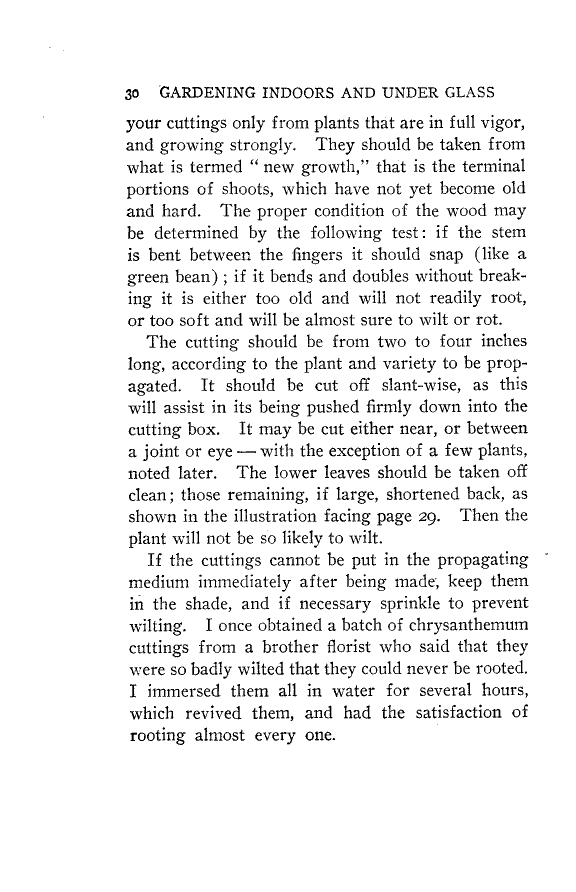 30 GARDENING INDOORS AND UNDER GLASS
your cuttings only from plants that are in full vigor,
and growing strongly. They should be taken from
what is termed " new growth," that is the terminal
portions of shoots, which have not yet become old
and hard. The proper condition of the wood may
be determined by the following test: if the stem
is bent between the fingers it should snap (like a
green bean) ; if it bends and doubles without break-
ing it is either too old and will not readily root,
or too soft and will be almost sure to wilt or rot.
The cutting should be from two to four inches
long, according to the plant and variety to be prop-
agated. It should be cut off slant-wise, as this
will assist in its being pushed firmly down into the
cutting box. It may be cut either near, or between
a joint or eye — with the exception of a few plants,
noted later. The lower leaves should be taken off
clean; those remaining, if large, shortened back, as
shown in the illustration facing page 29. Then the
plant will not be so likely to wilt.
If the cuttings cannot be put in the propagating
medium immediately after being made, keep them
in the shade, and if necessary sprinkle to prevent
wilting. I once obtained a batch of chrysanthemum
cuttings from a brother florist who said that they
were so badly wilted that they could never be rooted.
I immersed them all in water for several hours,
which revived them, and had the satisfaction of
rooting almost every one.